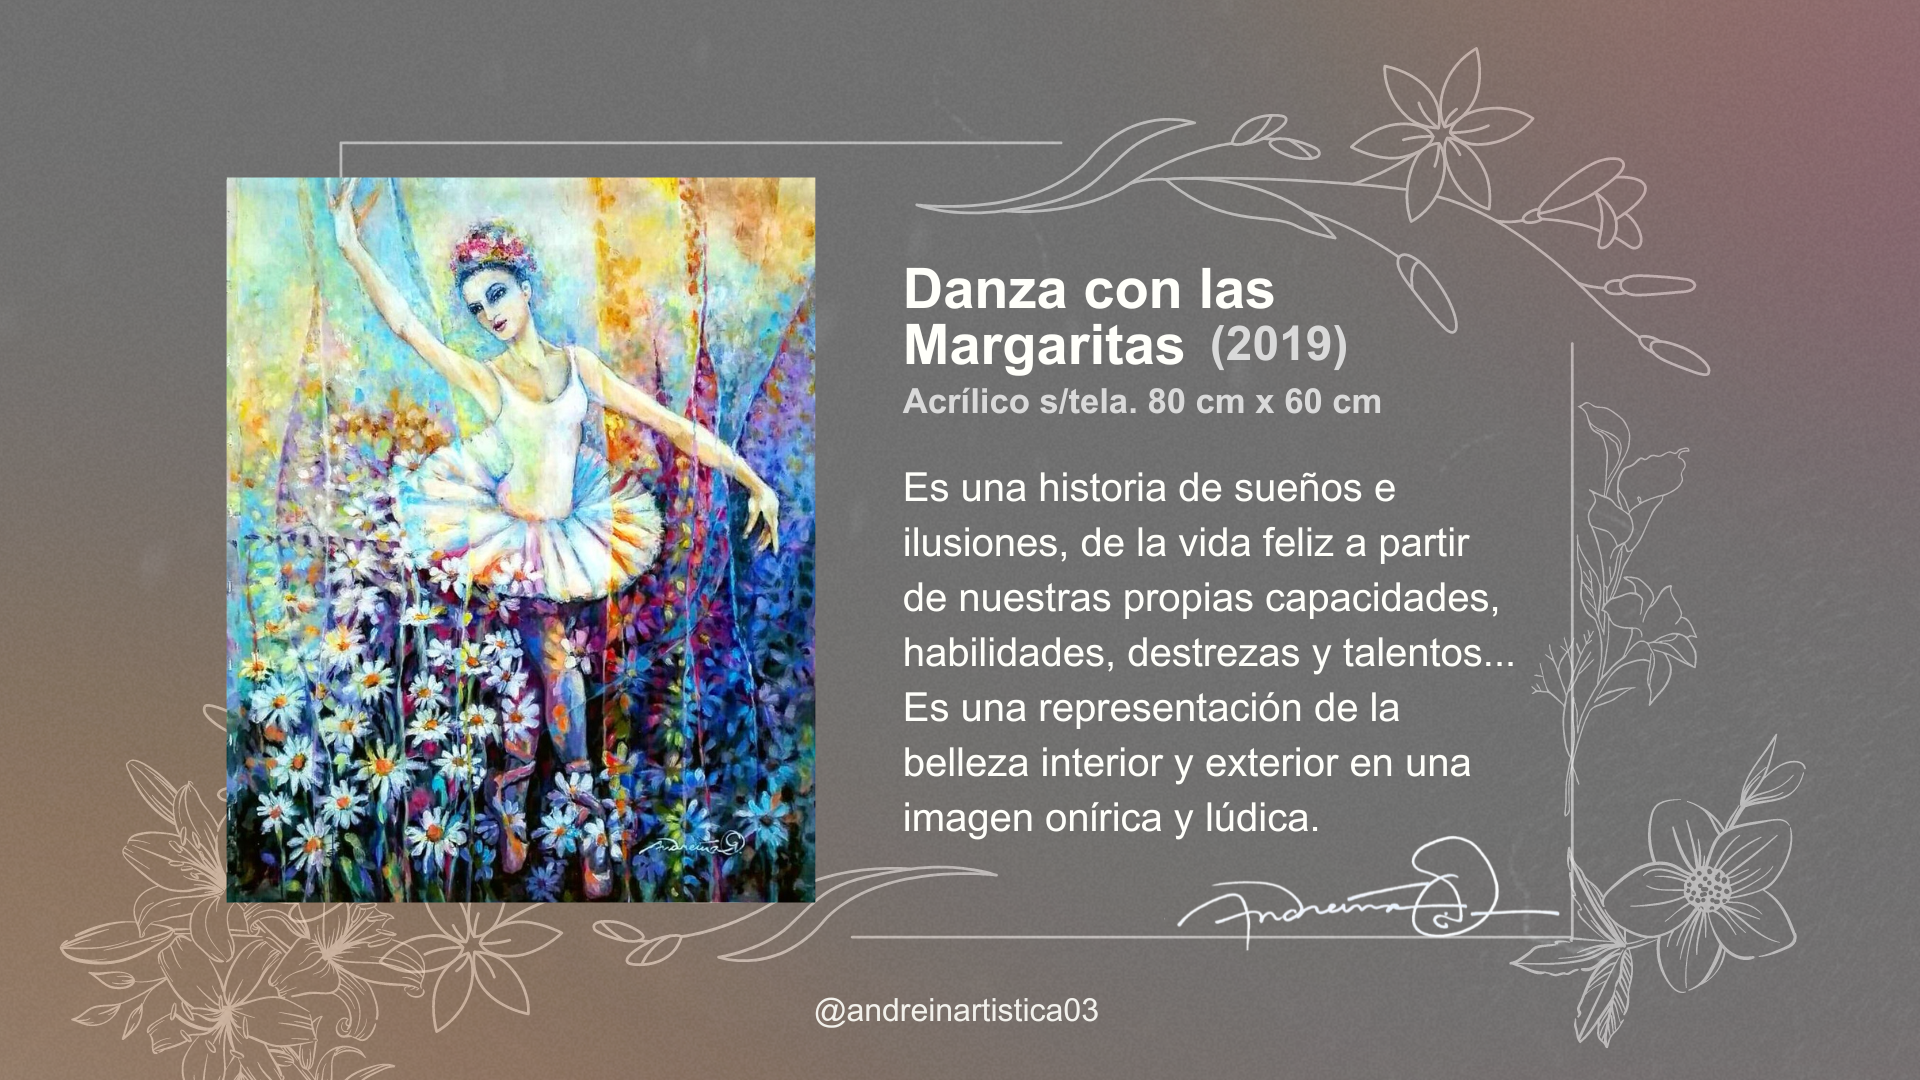 Danza con las
Margaritas (2019)
Acrílico s/tela. 80 cm x 60 cm
Es una historia de sueños e
ilusiones, de la vida feliz a partir
de nuestras propias capacidades,
habilidades, destrezas y talentos...
Es una representación de la
belleza interior y exterior en una
imagen onírica y lúdica.
Andreína
@andreinartistica03